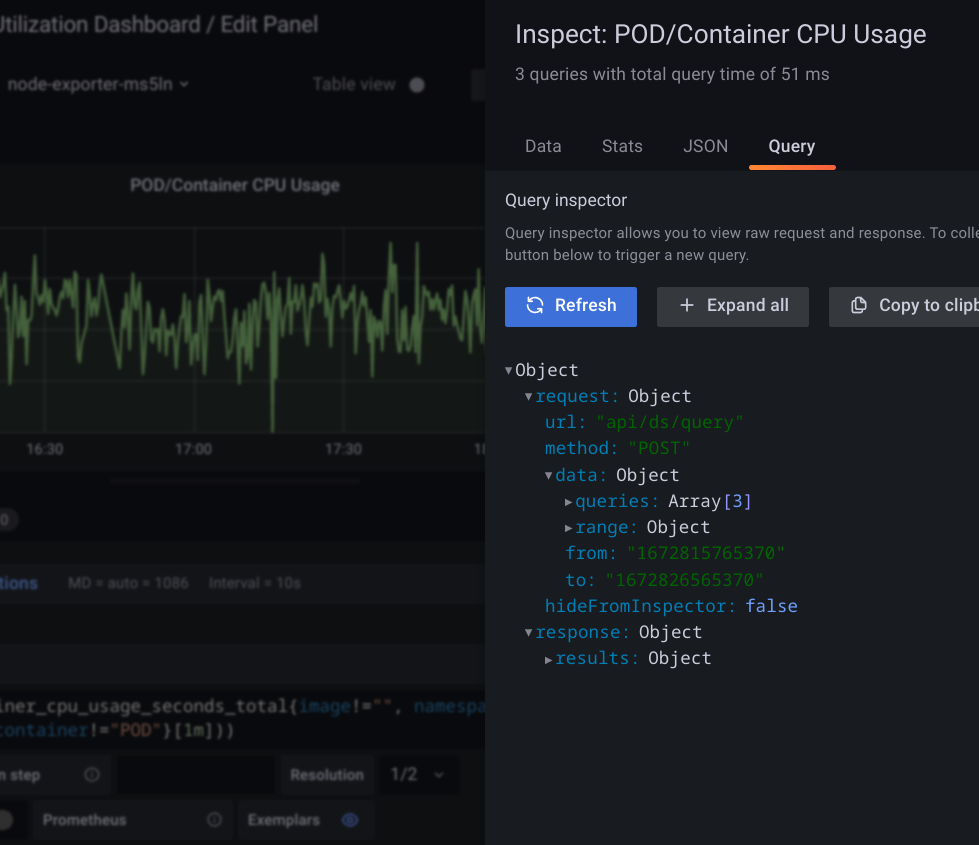 Utilization Dashboard / Edit Panel
node-exporter-ms5ln
Table view
POD/Container CPU Usage
16:30 17:00 17:30 18
0
tions MD = auto = 1086 Interval = 10s
iner_cpu_usage_seconds_total{image!="", namespa
container!="POD"}[1m]))
n step
Resolution 1/2
Prometheus
Exemplars
Inspect: POD/Container CPU Usage
3 queries with total query time of 51 ms
Data Stats JSON Query
Query inspector
Query inspector allows you to view raw request and response. To colle
button below to trigger a new query.
Refresh + Expand all Copy to clipb
Object
request: Object
url: "api/ds/query"
method: "POST"
data: Object
queries: Array[3]
range: Object
from: "1672815765370"
to: "1672826565370"
hideFromInspector: false
response: Object
results: Object